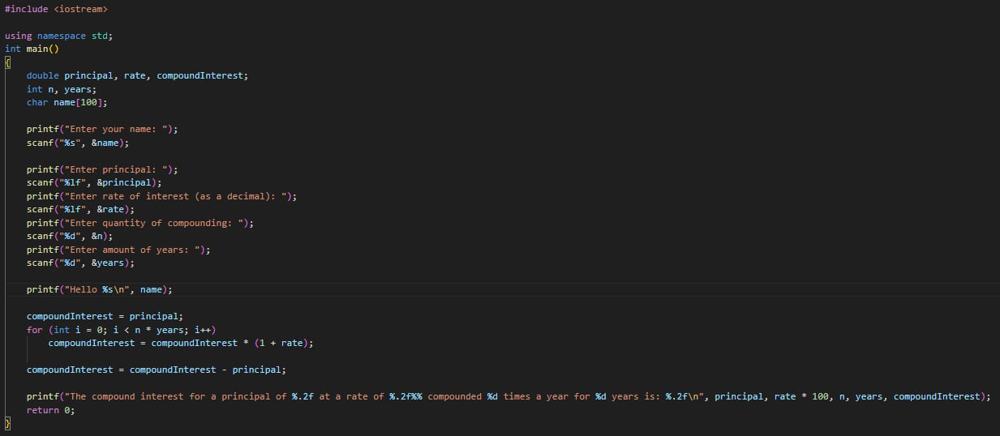 #include <iostream>
using namespace std;
int main()
{
double principal, rate, compoundInterest;
int n, years;
char name[100];
printf("Enter your name: ");
scanf("%s", &name);
printf("Enter principal: ");
scanf("%lf", &principal);
printf("Enter rate of interest (as a decimal): ");
scanf("%lf", &rate);
printf("Enter quantity of compounding: ");
scanf("%d", &n);
printf("Enter amount of years: ");
scanf("%d", &years);
printf("Hello %s\n", name);
compoundInterest = principal;
for (int i = 0; i < n * years; i++)
compoundInterest = compoundInterest * (1 + rate);
compoundInterest = compoundInterest - principal;
printf("The compound interest for a principal of %.2f at a rate of %.2f%% compounded %d times a year for %d years is: %.2f\n", principal, rate * 100, n, years, compoundInterest);
return 0;
}